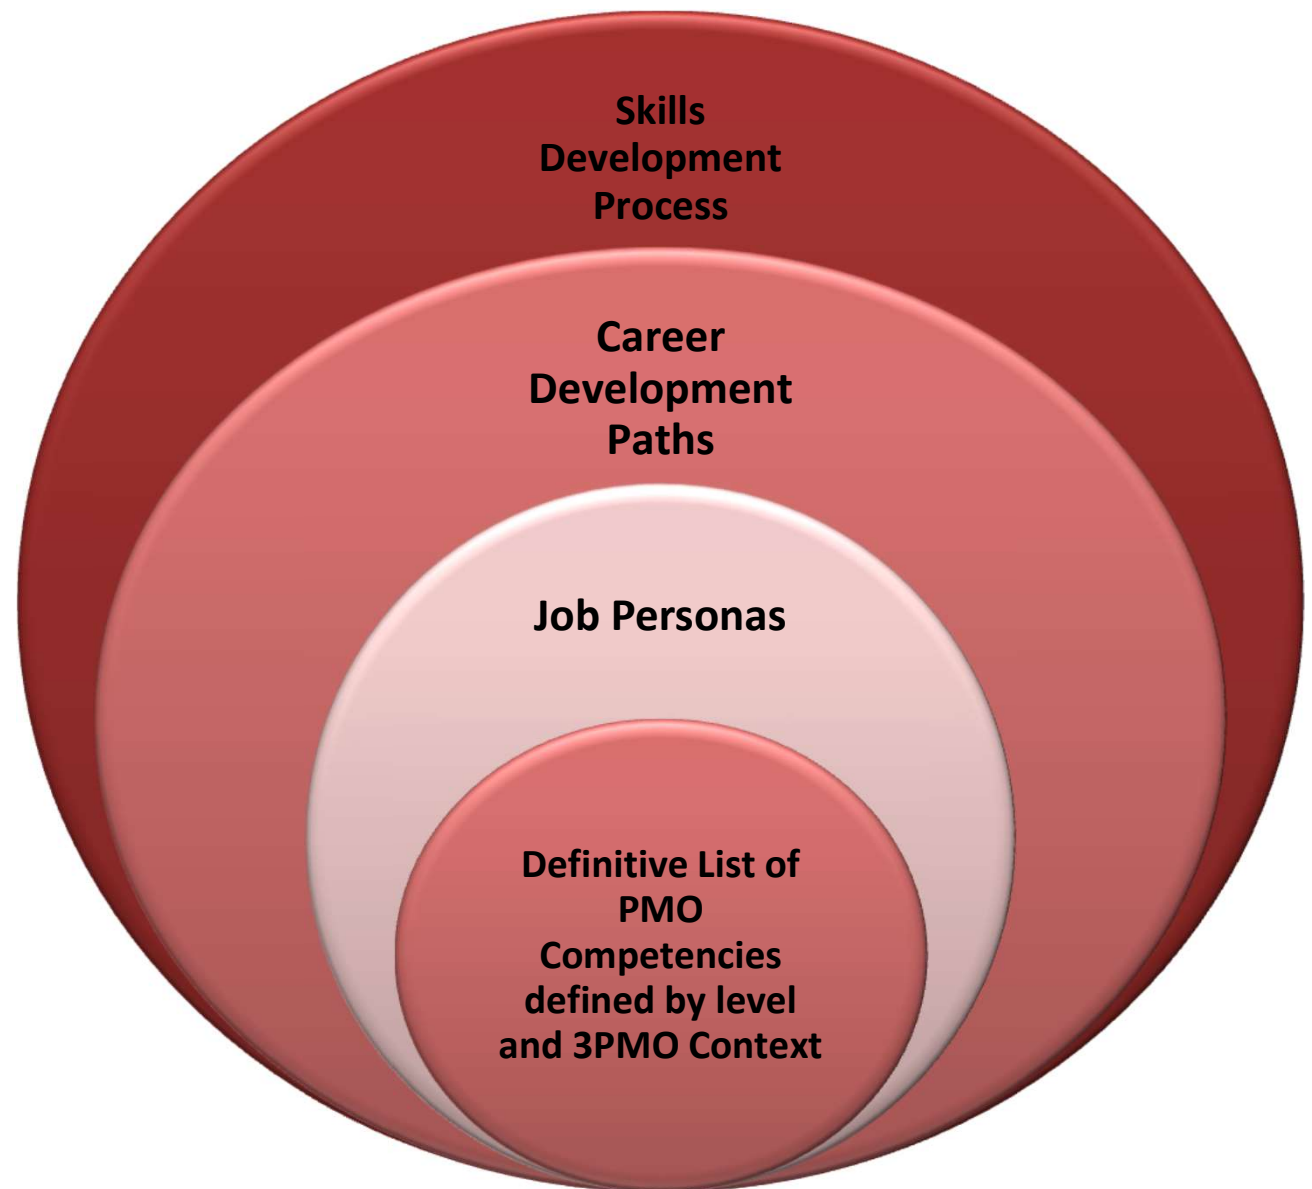 Skills
Development
Process
Career
Development
Paths
Job Personas
Definitive List of
PMO
Competencies
defined by level
and 3PMO Context